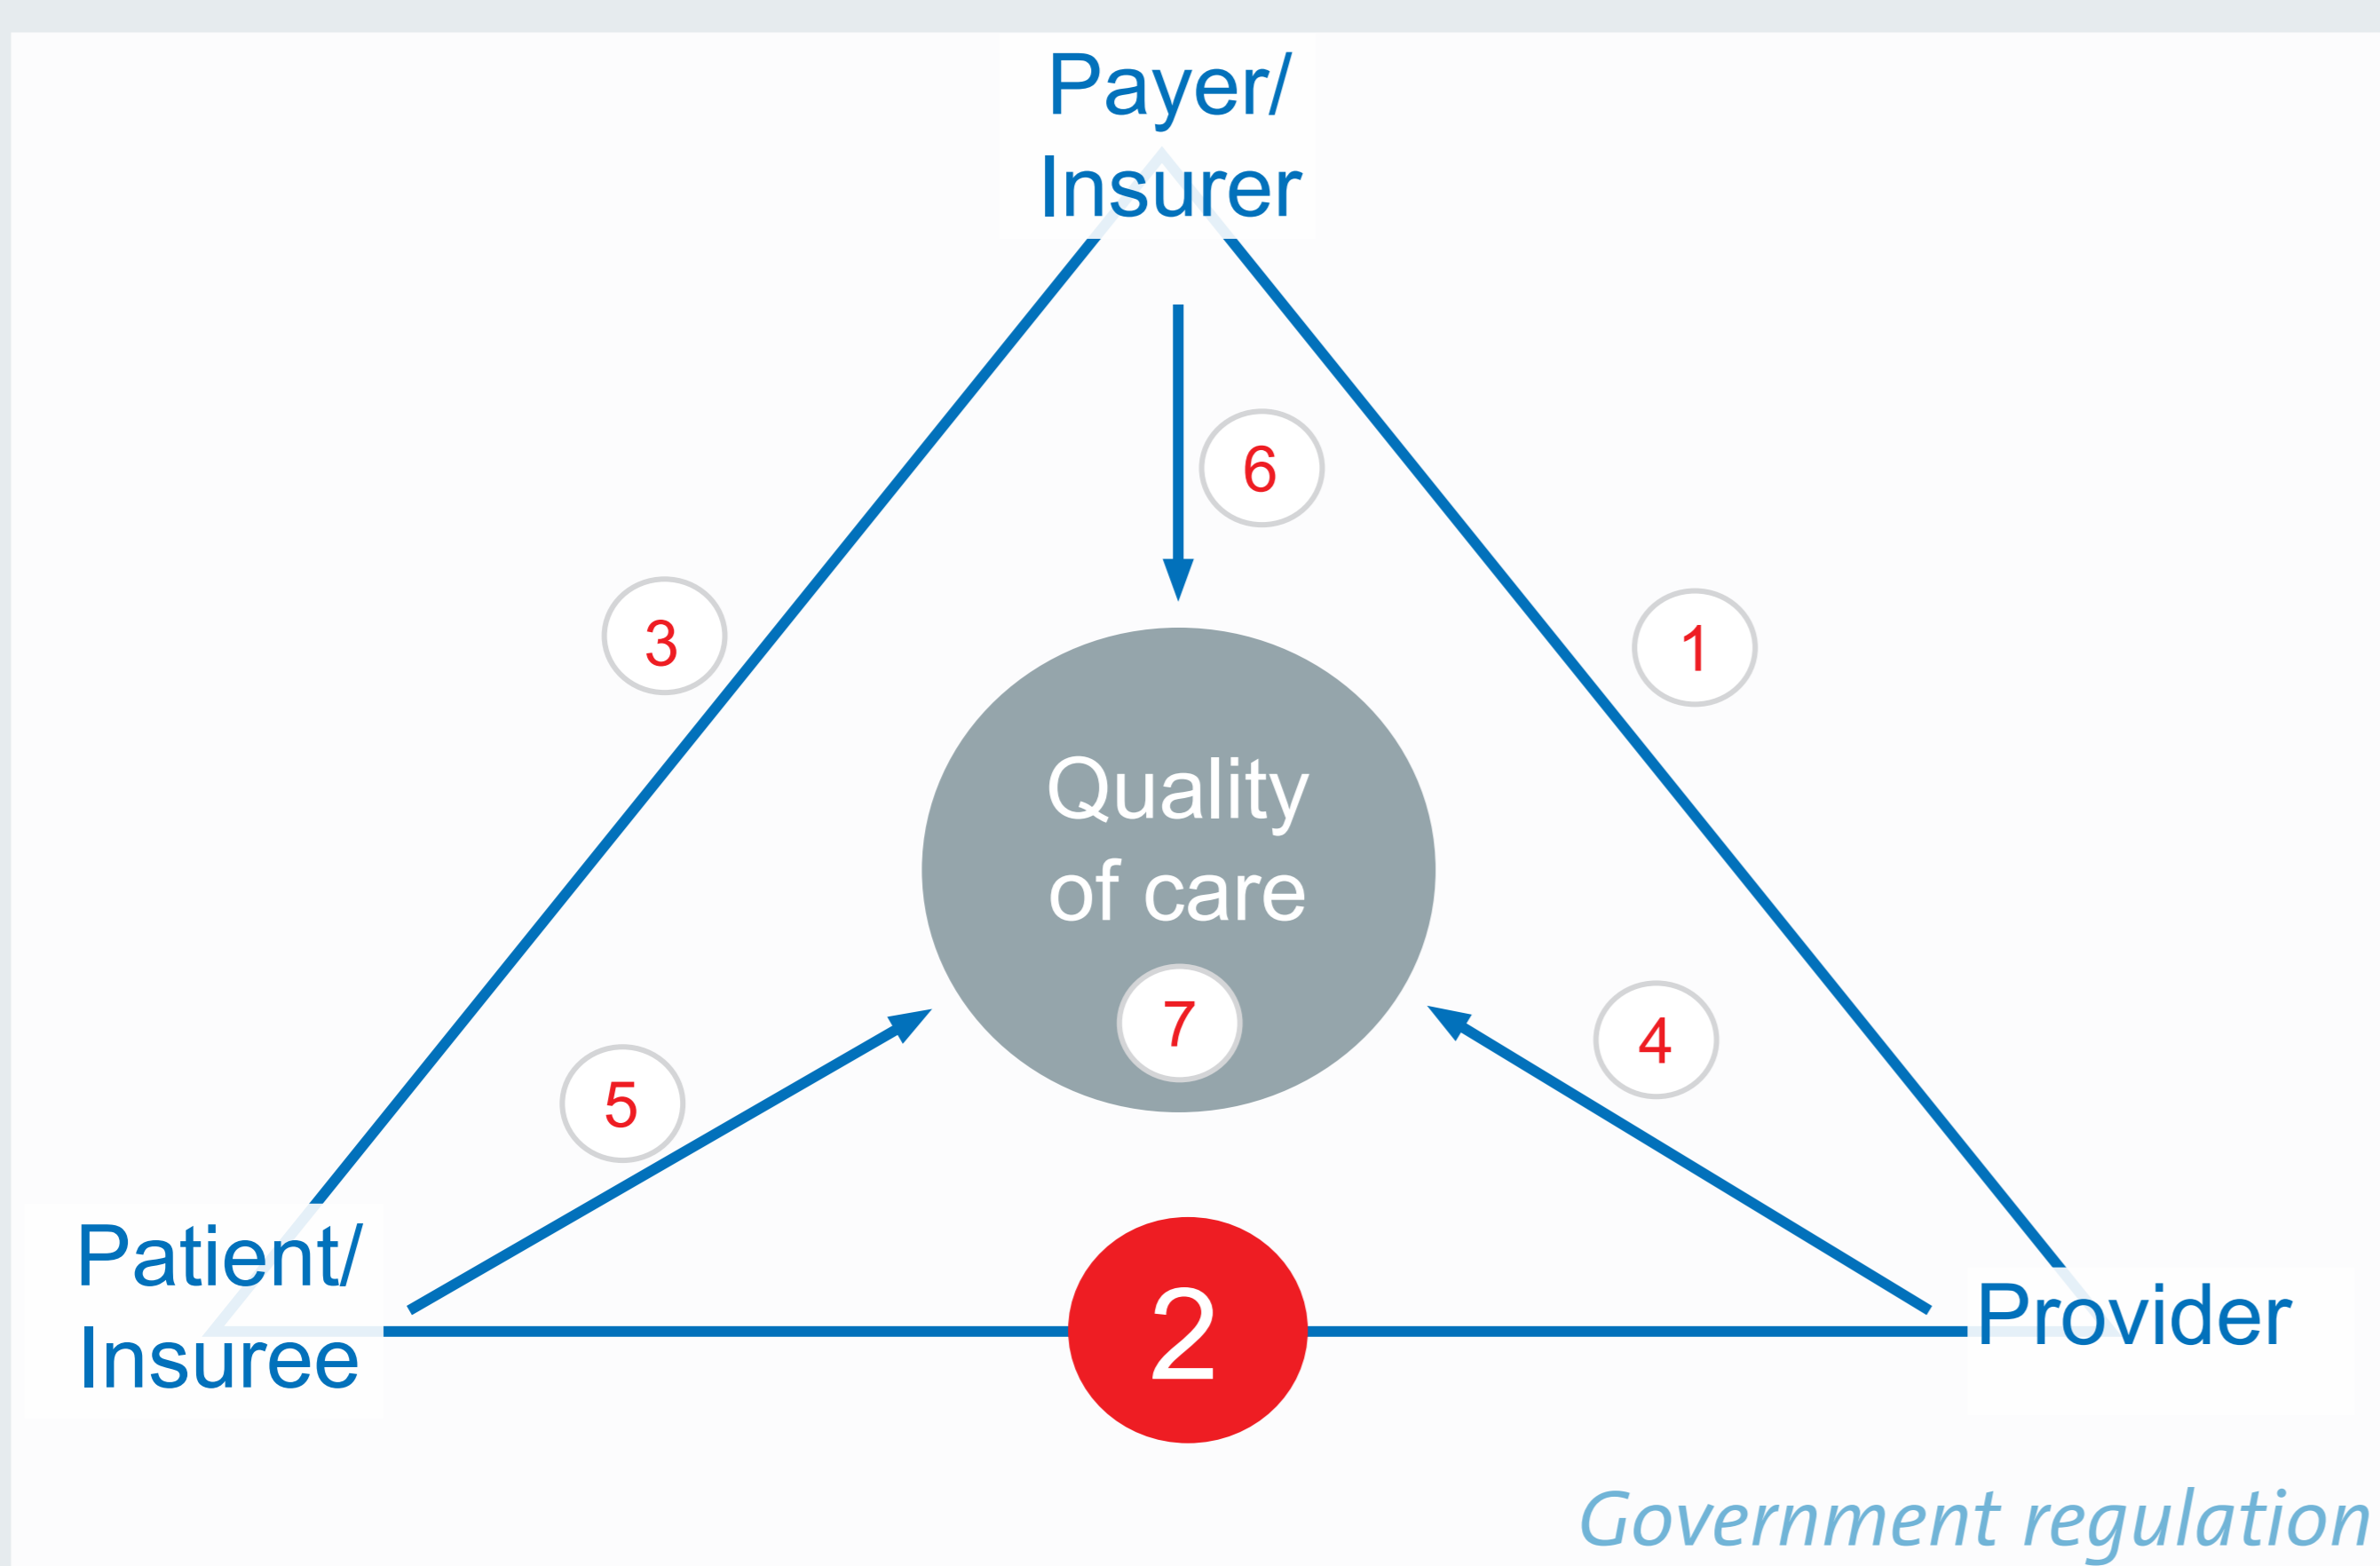 Payer/
Insurer
6
3
1
Quality
of care
7
4
5
Patient/
Insuree
2
Provider
Government regulation